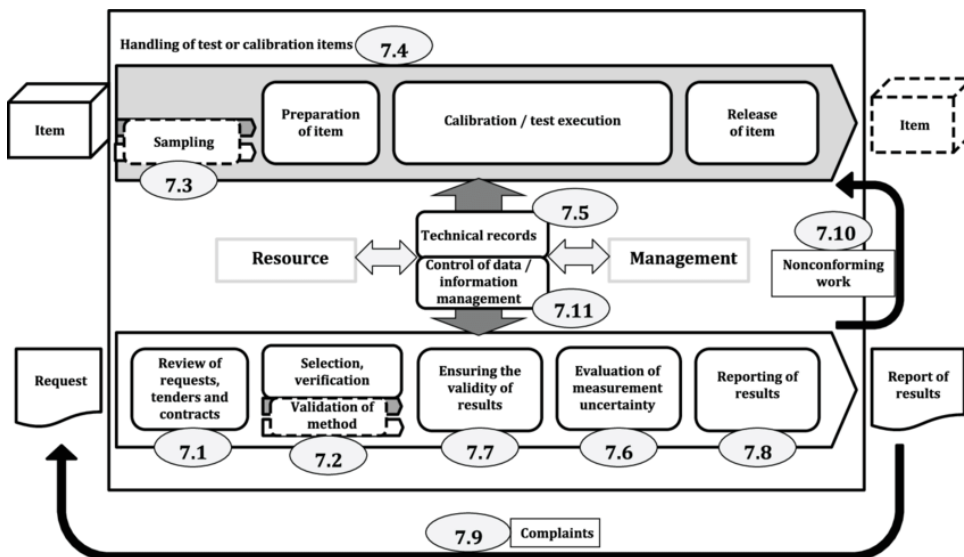 Handling of test or calibration items
7.4
Item
Sampling
7.3
Preparation
of item
Calibration / test execution
Release
of item
Item
7.5
Technical records
Resource
Management
Control of data /
information
management
7.11
7.10
Nonconforming
work
Request
Review of
requests,
tenders and
contracts
7.1
Selection,
verification
Validation of
method
7.2
Ensuring the
validity of
results
7.7
Evaluation of
measurement
uncertainty
7.6
Reporting of
results
7.8
Report of
results
7.9
Complaints